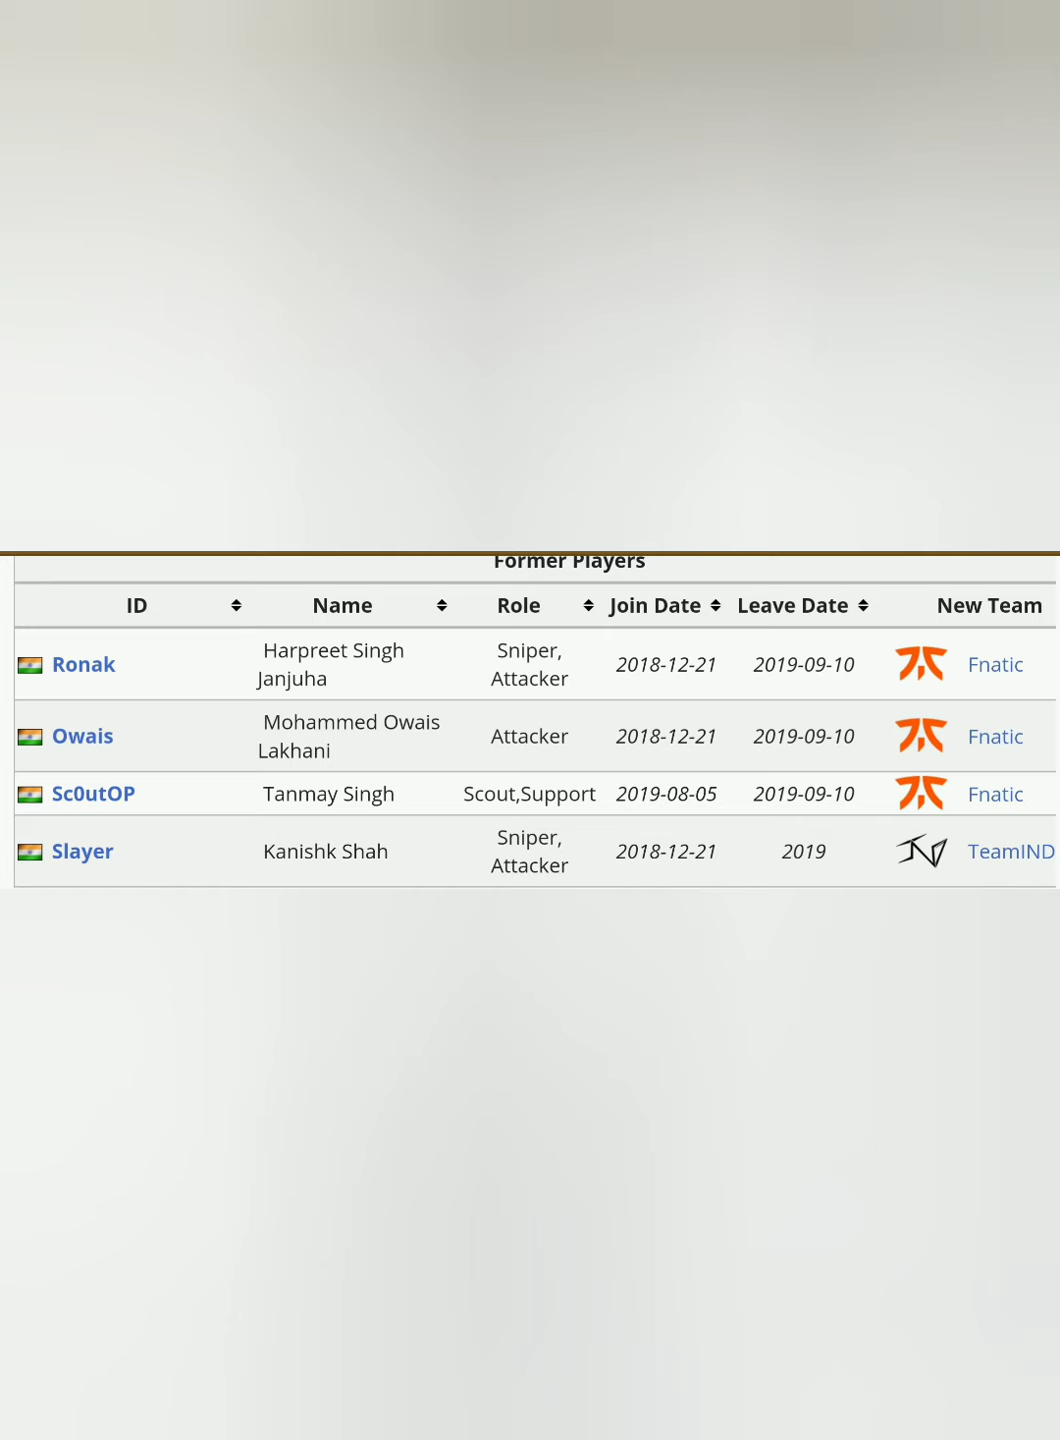 Former Players
ID Name Role Join Date Leave Date New Team
Ronak Harpreet Singh Janjuha Sniper, Attacker 2018-12-21 2019-09-10 Fnatic
Owais Mohammed Owais Lakhani Attacker 2018-12-21 2019-09-10 Fnatic
Sc0utOP Tanmay Singh Scout,Support 2019-08-05 2019-09-10 Fnatic
Slayer Kanishk Shah Sniper, Attacker 2018-12-21 2019 TeamIND